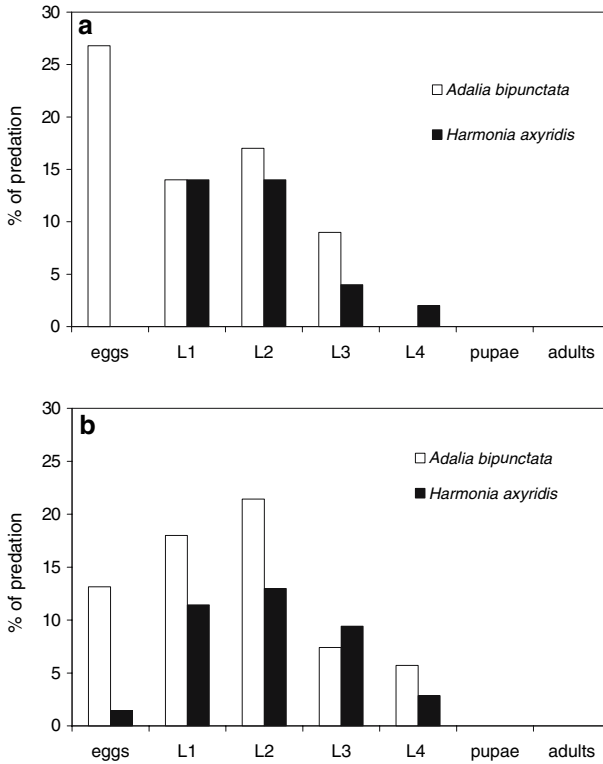 a
30
25
20
15
10
5
0
% of predation
Adalia bipunctata
Harmonia axyridis
eggs L1 L2 L3 L4 pupae adults
b
30
25
20
15
10
5
0
% of predation
Adalia bipunctata
Harmonia axyridis
eggs L1 L2 L3 L4 pupae adults